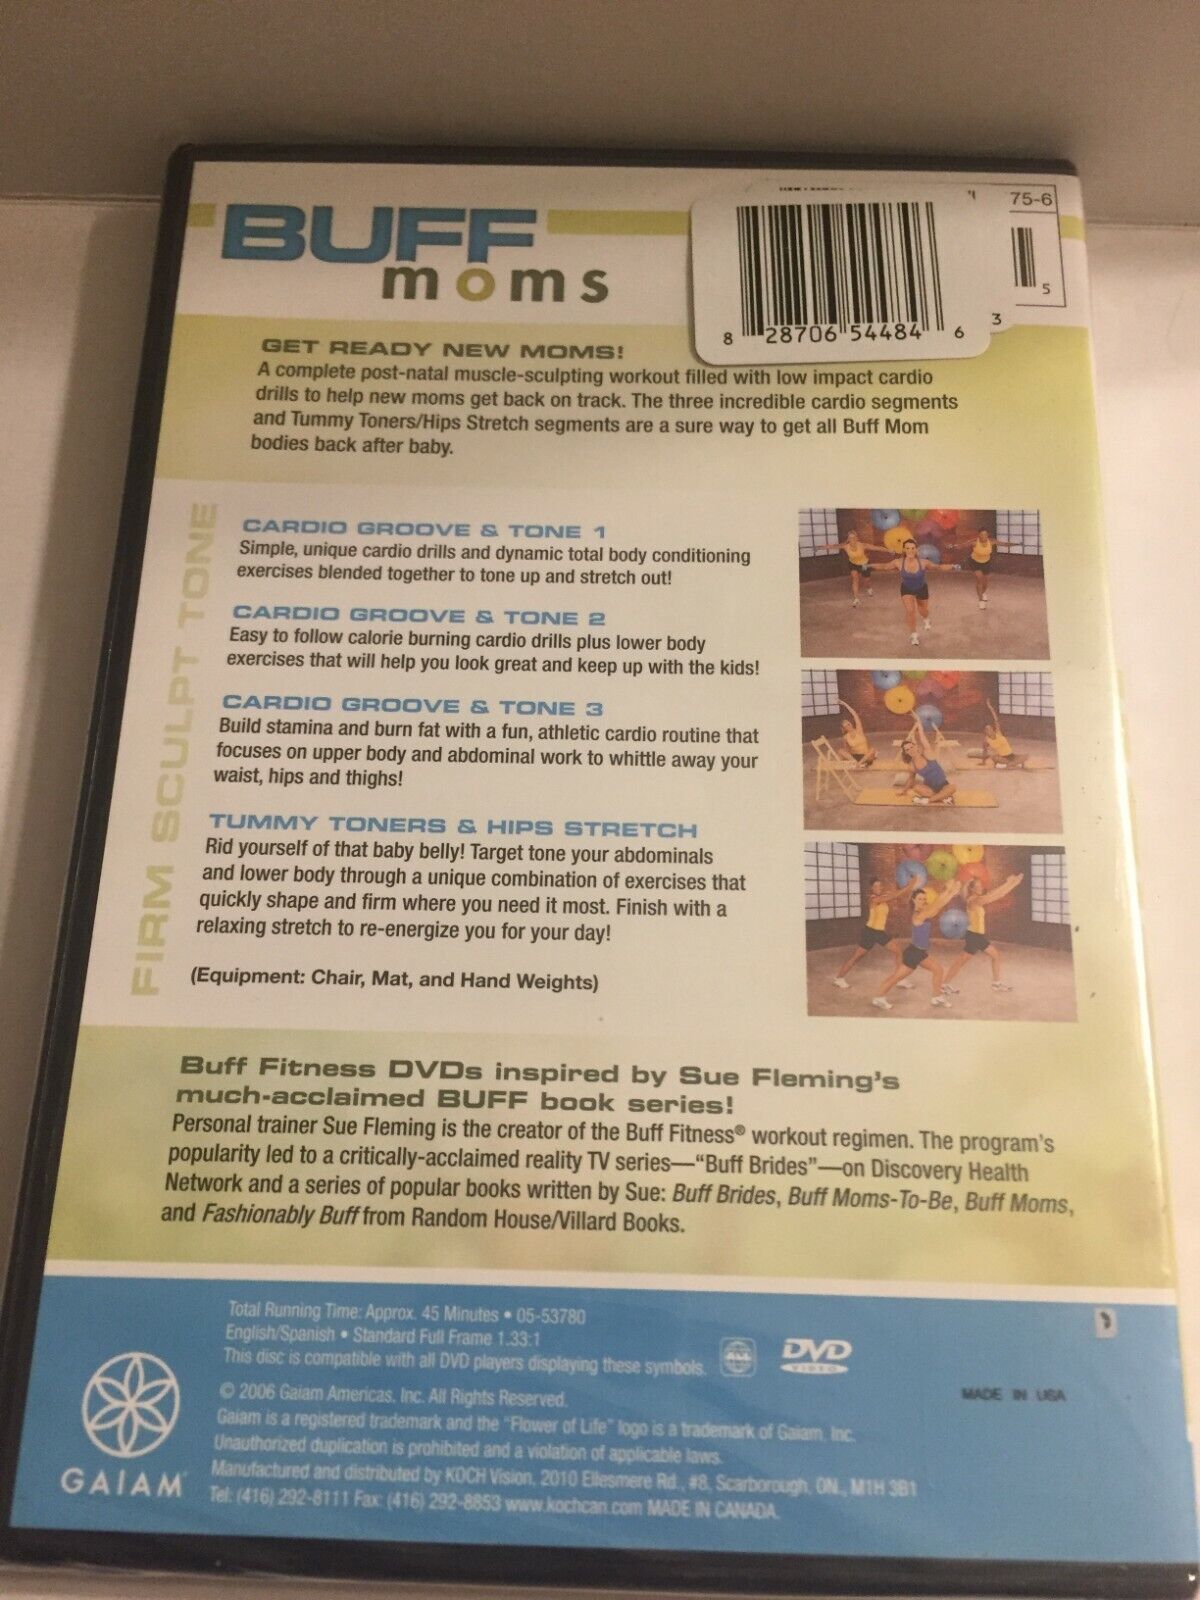 BUFF
moms
75-6
5
3
8 28706 54484 6
GET READY NEW MOMS!
A complete post-natal muscle-sculpting workout filled with low impact cardio
drills to help new moms get back on track. The three incredible cardio segments
and Tummy Toners/Hips Stretch segments are a sure way to get all Buff Mom
bodies back after baby.
FIRM SCULPT TONE
CARDIO GROOVE & TONE 1
Simple, unique cardio drills and dynamic total body conditioning
exercises blended together to tone up and stretch out!
CARDIO GROOVE & TONE 2
Easy to follow calorie burning cardio drills plus lower body
exercises that will help you look great and keep up with the kids!
CARDIO GROOVE & TONE 3
Build stamina and burn fat with a fun, athletic cardio routine that
focuses on upper body and abdominal work to whittle away your
waist, hips and thighs!
TUMMY TONERS & HIPS STRETCH
Rid yourself of that baby belly! Target tone your abdominals
and lower body through a unique combination of exercises that
quickly shape and firm where you need it most. Finish with a
relaxing stretch to re-energize you for your day!
(Equipment: Chair, Mat, and Hand Weights)
Buff Fitness DVDs inspired by Sue Fleming's
much-acclaimed BUFF book series!
Personal trainer Sue Fleming is the creator of the Buff Fitness® workout regimen. The program's
popularity led to a critically-acclaimed reality TV series—“Buff Brides”—on Discovery Health
Network and a series of popular books written by Sue: Buff Brides, Buff Moms-To-Be, Buff Moms,
and Fashionably Buff from Random House/Villard Books.
Total Running Time: Approx. 45 Minutes • 05-53780
English/Spanish • Standard Full Frame 1.33:1
This disc is compatible with all DVD players displaying these symbols.
ALL
DVD
VIDEO
© 2006 Gaiam Americas, Inc. All Rights Reserved.
Gaiam is a registered trademark and the “Flower of Life” logo is a trademark of Gaiam, Inc.
Unauthorized duplication is prohibited and a violation of applicable laws.
Manufactured and distributed by KOCH Vision, 2010 Ellesmere Rd., #8, Scarborough, ON., M1H 3B1
Tel: (416) 292-8111 Fax: (416) 292-8853 www.kochcan.com MADE IN CANADA.
MADE IN USA
GAIAM